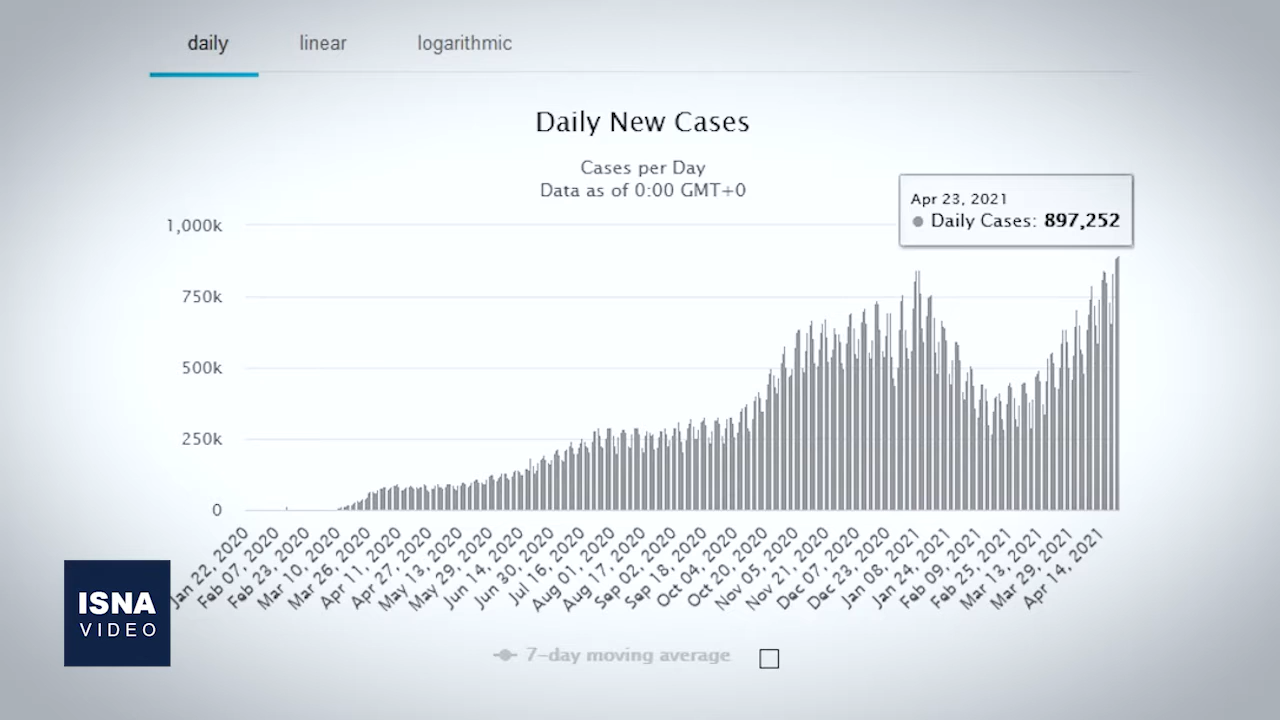 daily linear logarithmic
Daily New Cases
Cases per Day
Data as of 0:00 GMT+0
Apr 23, 2021
Daily Cases: 897,252
1,000k
750k
500k
250k
0
Jan 22, 2020
Feb 07, 2020
Feb 23, 2020
Mar 10, 2020
Mar 26, 2020
Apr 11, 2020
Apr 27, 2020
May 13, 2020
May 29, 2020
Jun 14, 2020
Jun 30, 2020
Jul 16, 2020
Aug 01, 2020
Aug 17, 2020
Sep 02, 2020
Sep 18, 2020
Oct 04, 2020
Oct 20, 2020
Nov 05, 2020
Nov 21, 2020
Dec 07, 2020
Dec 23, 2020
Jan 08, 2021
Jan 24, 2021
Feb 09, 2021
Feb 25, 2021
Mar 13, 2021
Mar 29, 2021
Apr 14, 2021
7-day moving average
ISNA
VIDEO